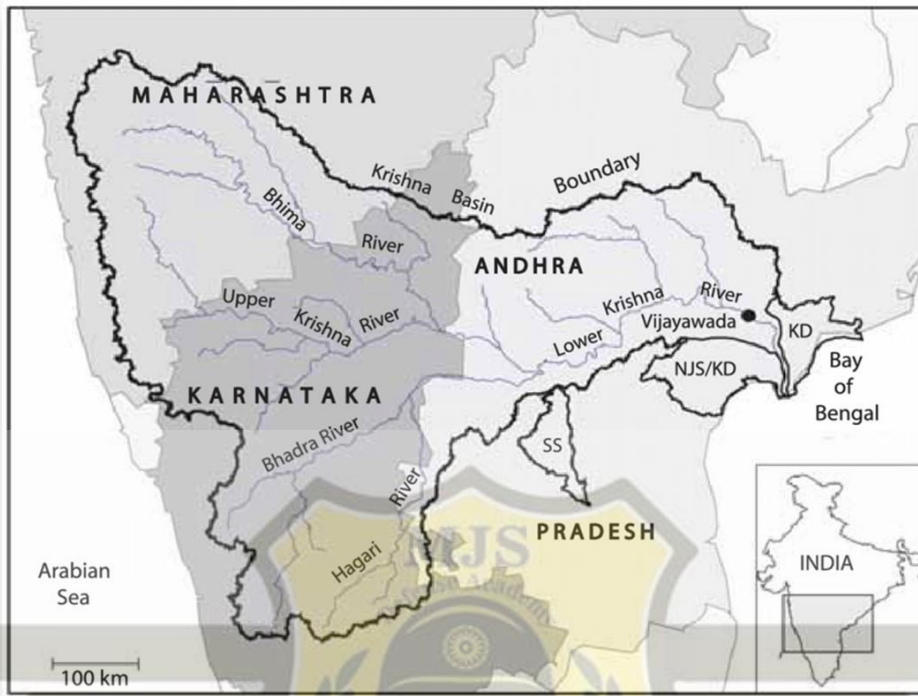 MAHĀRĀSHTRA
Krishna Basin Boundary
Bhima River
ANDHRA
Upper Krishna River
Lower Krishna River
Vijayawada
KD
NJS/KD
Bay
of
Bengal
KARNATAKA
Bhadra River
SS
Hagari River
PRADESH
MJS
Arabian
Sea
INDIA
100 km